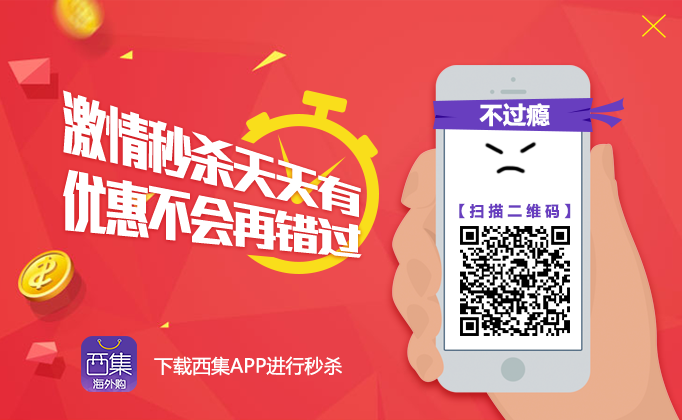 激情秒杀天天有
优惠不会再错过
不过瘾
【扫描二维码】
西集
海外购
下载西集APP进行秒杀